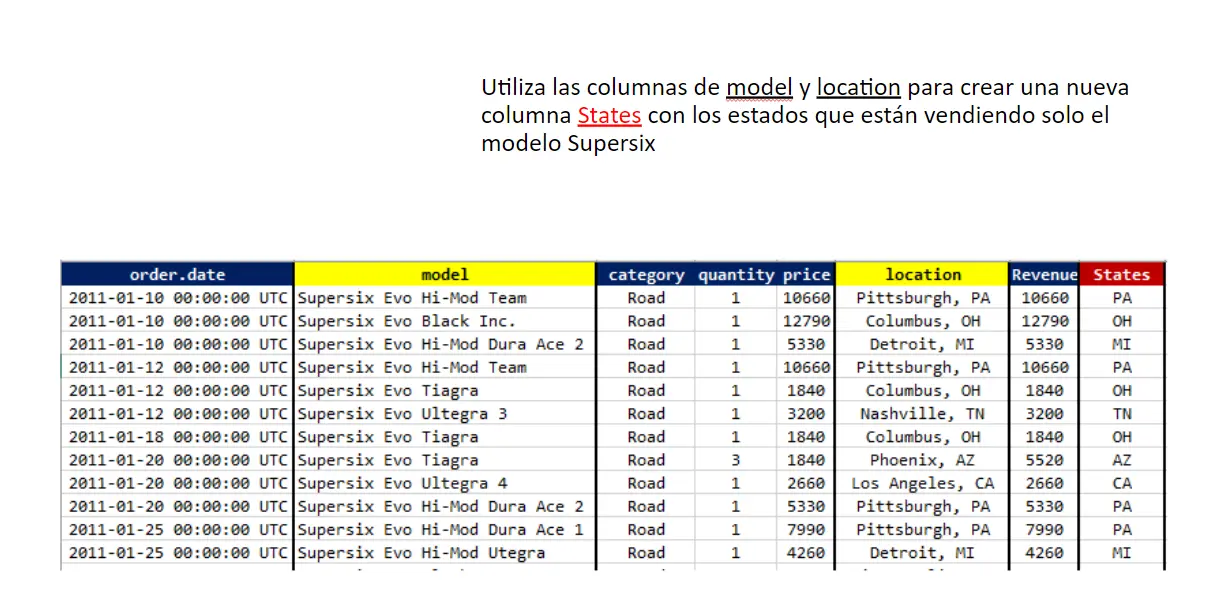 Utiliza las columnas de model y location para crear una nueva
columna States con los estados que están vendiendo solo el
modelo Supersix
order.date model category quantity price location Revenue States
2011-01-10 00:00:00 UTC Supersix Evo Hi-Mod Team Road 1 10660 Pittsburgh, PA 10660 PA
2011-01-10 00:00:00 UTC Supersix Evo Black Inc. Road 1 12790 Columbus, OH 12790 OH
2011-01-10 00:00:00 UTC Supersix Evo Hi-Mod Dura Ace 2 Road 1 5330 Detroit, MI 5330 MI
2011-01-12 00:00:00 UTC Supersix Evo Hi-Mod Team Road 1 10660 Pittsburgh, PA 10660 PA
2011-01-12 00:00:00 UTC Supersix Evo Tiagra Road 1 1840 Columbus, OH 1840 OH
2011-01-12 00:00:00 UTC Supersix Evo Ultegra 3 Road 1 3200 Nashville, TN 3200 TN
2011-01-18 00:00:00 UTC Supersix Evo Tiagra Road 1 1840 Columbus, OH 1840 OH
2011-01-20 00:00:00 UTC Supersix Evo Tiagra Road 3 1840 Phoenix, AZ 5520 AZ
2011-01-20 00:00:00 UTC Supersix Evo Ultegra 4 Road 1 2660 Los Angeles, CA 2660 CA
2011-01-20 00:00:00 UTC Supersix Evo Hi-Mod Dura Ace 2 Road 1 5330 Pittsburgh, PA 5330 PA
2011-01-25 00:00:00 UTC Supersix Evo Hi-Mod Dura Ace 1 Road 1 7990 Pittsburgh, PA 7990 PA
2011-01-25 00:00:00 UTC Supersix Evo Hi-Mod Utegra Road 1 4260 Detroit, MI 4260 MI